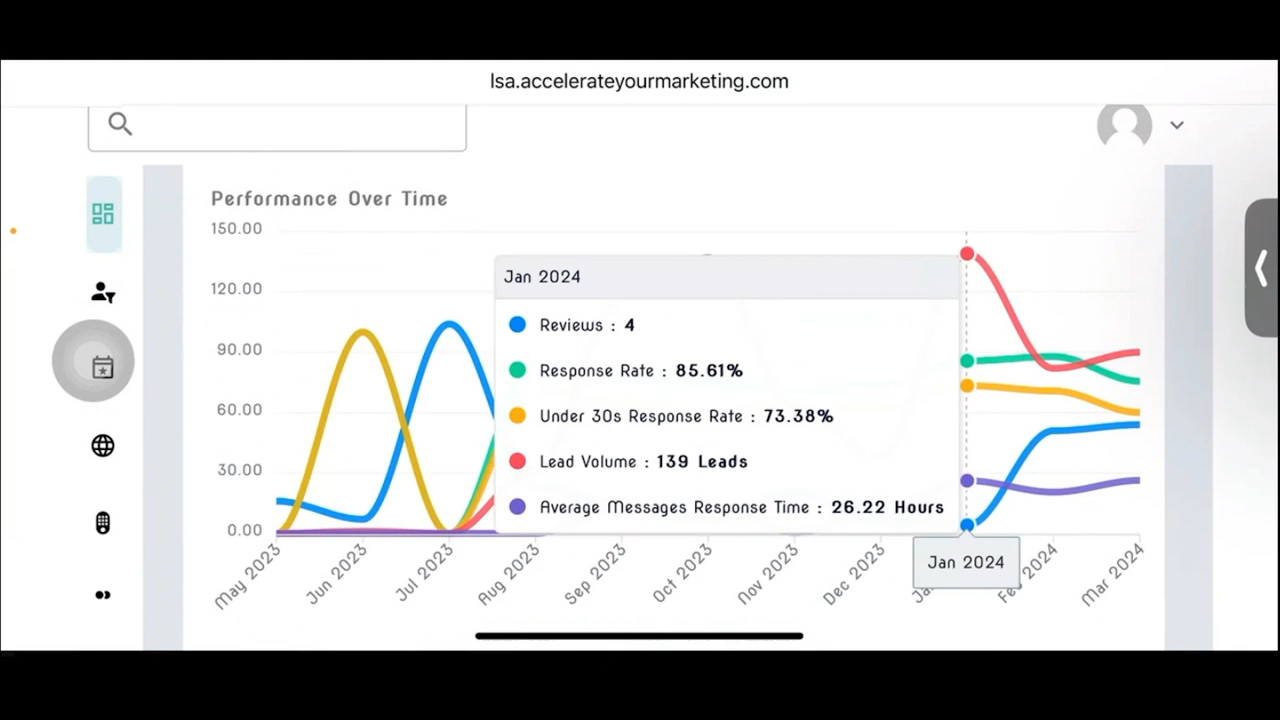 lsa.accelerateyourmarketing.com
Performance Over Time
150.00
120.00
90.00
60.00
30.00
0.00
Jan 2024
Reviews : 4
Response Rate : 85.61%
Under 30s Response Rate : 73.38%
Lead Volume : 139 Leads
Average Messages Response Time : 26.22 Hours
May 2023
Jun 2023
Jul 2023
Aug 2023
Sep 2023
Oct 2023
Nov 2023
Dec 2023
Jan 2024
Feb 2024
Mar 2024